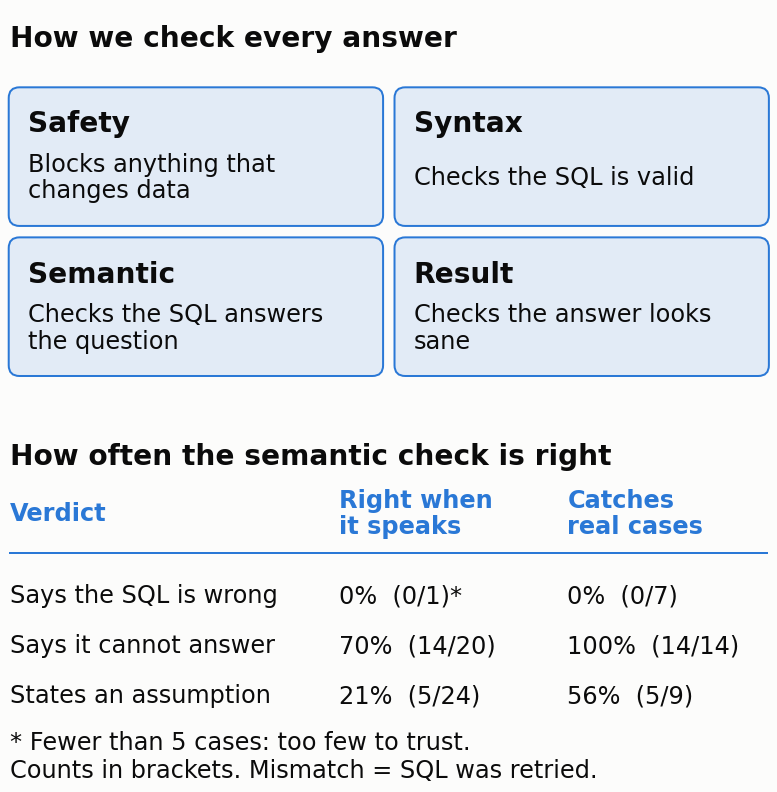 How we check every answer
Safety
Blocks anything that
changes data
Syntax
Checks the SQL is valid
Semantic
Checks the SQL answers
the question
Result
Checks the answer looks
sane
How often the semantic check is right
Verdict
Right when
it speaks
Catches
real cases
Says the SQL is wrong 0% (0/1)* 0% (0/7)
Says it cannot answer 70% (14/20) 100% (14/14)
States an assumption 21% (5/24) 56% (5/9)
* Fewer than 5 cases: too few to trust.
Counts in brackets. Mismatch = SQL was retried.